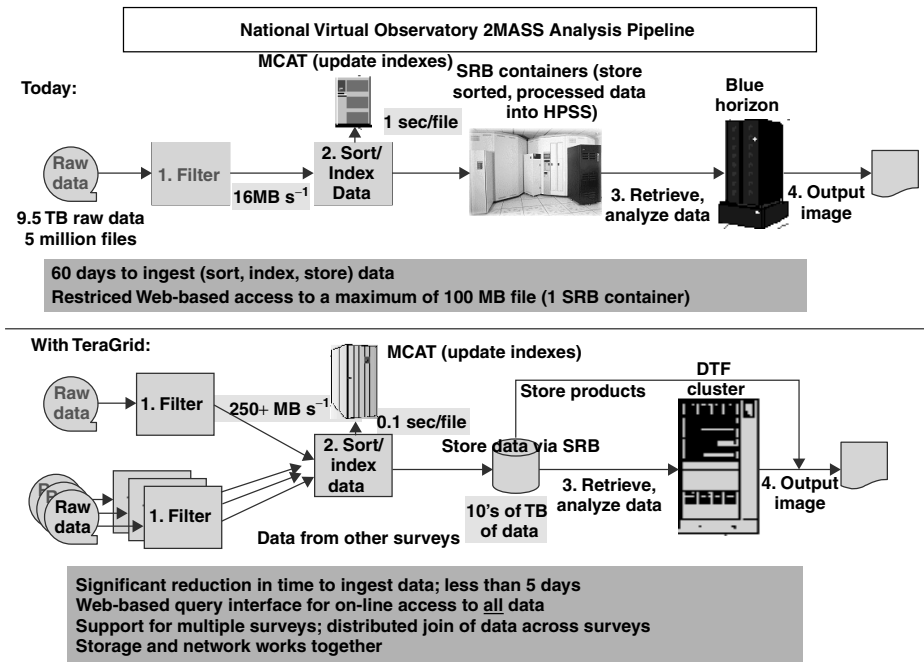 National Virtual Observatory 2MASS Analysis Pipeline
Today:
MCAT (update indexes)
SRB containers (store
sorted, processed data
into HPSS)
Blue
horizon
1 sec/file
Raw
data
1. Filter
16MB s⁻¹
2. Sort/
Index
Data
3. Retrieve,
analyze data
4. Output
image
9.5 TB raw data
5 million files
60 days to ingest (sort, index, store) data
Restriced Web-based access to a maximum of 100 MB file (1 SRB container)
With TeraGrid:
MCAT (update indexes)
DTF
cluster
Raw
data
1. Filter
250+ MB s⁻¹
0.1 sec/file
Store products
2. Sort/
index
data
Store data via SRB
3. Retrieve,
analyze data
4. Output
image
R
R
Raw
data
1. Filter
10's of TB
of data
Data from other surveys
Significant reduction in time to ingest data; less than 5 days
Web-based query interface for on-line access to all data
Support for multiple surveys; distributed join of data across surveys
Storage and network works together